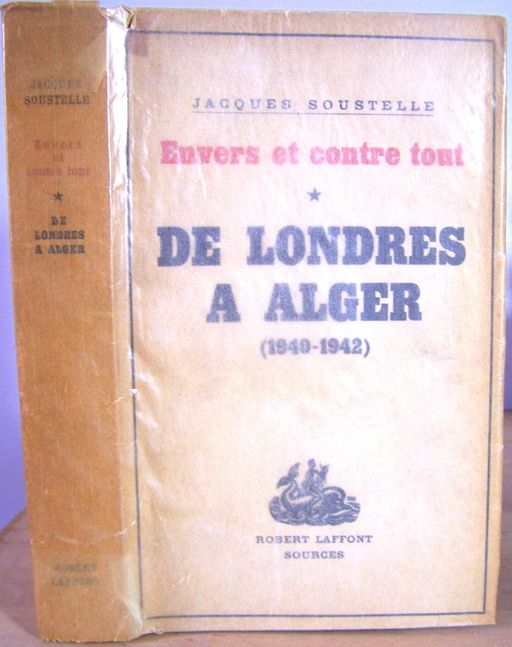 JACQUES
SOUSTELLE
Envers
et
contre tout
★
DE
LONDRES
A ALGER
ROBERT
LAFFONT
JACQUES SOUSTELLE
Envers et contre tout
★
DE LONDRES
A ALGER
(1940-1942)
ROBERT LAFFONT
SOURCES